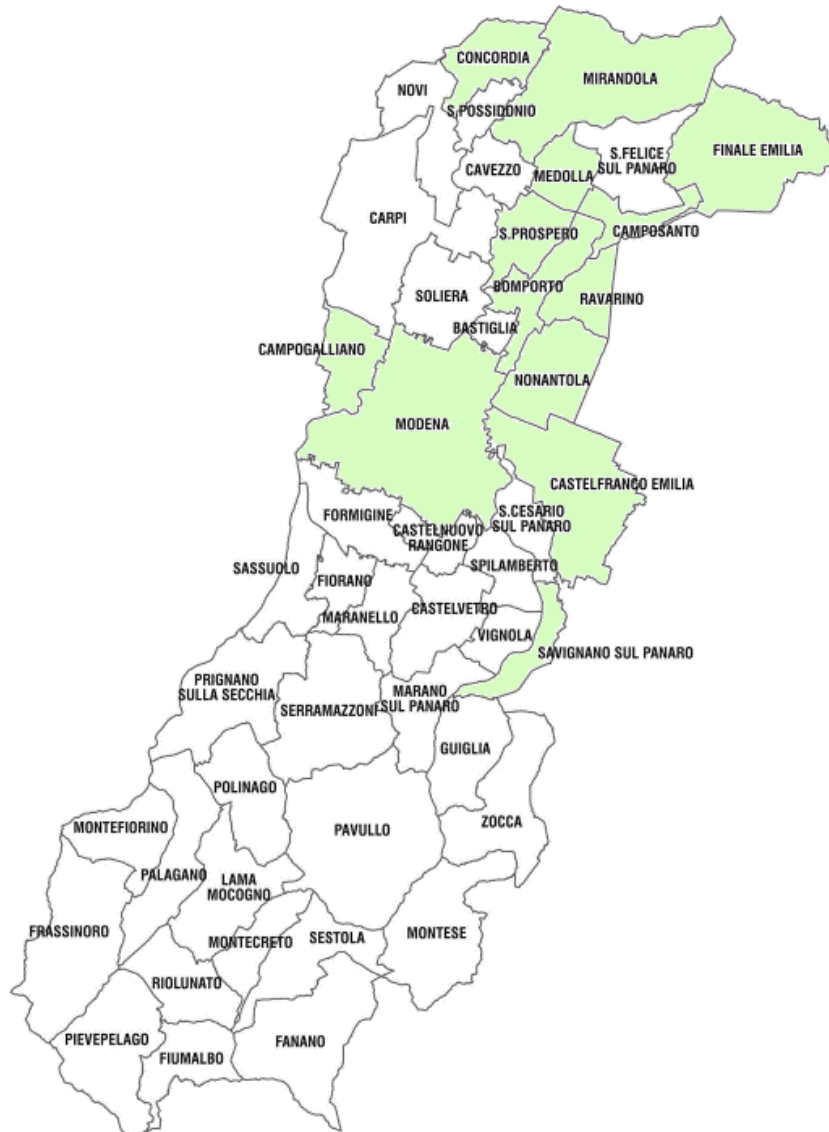 CONCORDIA
MIRANDOLA
NOVI
S.POSSIDONIO
S.FELICE
SUL PANARO
FINALE EMILIA
CAVEZZO
MEDOLLA
CARPI
S.PROSPERO
CAMPOSANTO
SOLIERA
BOMPORTO
RAVARINO
BASTIGLIA
CAMPOGALLIANO
NONANTOLA
MODENA
CASTELFRANCO EMILIA
S.CESARIO
SUL PANARO
FORMIGINE
CASTELNUOVO
RANGONE
SASSUOLO
FIORANO
SPILAMBERTO
MARANELLO
CASTELVETRO
VIGNOLA
SAVIGNANO SUL PANARO
PRIGNANO
SULLA SECCHIA
MARANO
SUL PANARO
SERRAMAZZONI
GUIGLIA
POLINAGO
ZOCCA
MONTEFIORINO
PAVULLO
PALAGANO
LAMA
MOCOGNO
FRASSINORO
MONTECRETO
SESTOLA
MONTESE
RIOLUNATO
PIEVEPELAGO
FIUMALBO
FANANO